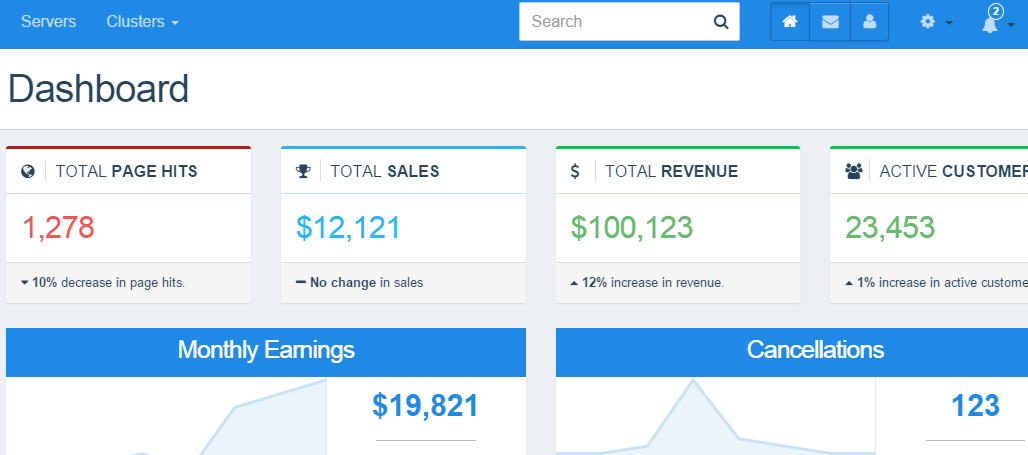 Servers Clusters Search 2
Dashboard
TOTAL PAGE HITS
1,278
10% decrease in page hits.
TOTAL SALES
$12,121
No change in sales
TOTAL REVENUE
$100,123
12% increase in revenue.
ACTIVE CUSTOMER
23,453
1% increase in active custome
Monthly Earnings
$19,821
Cancellations
123